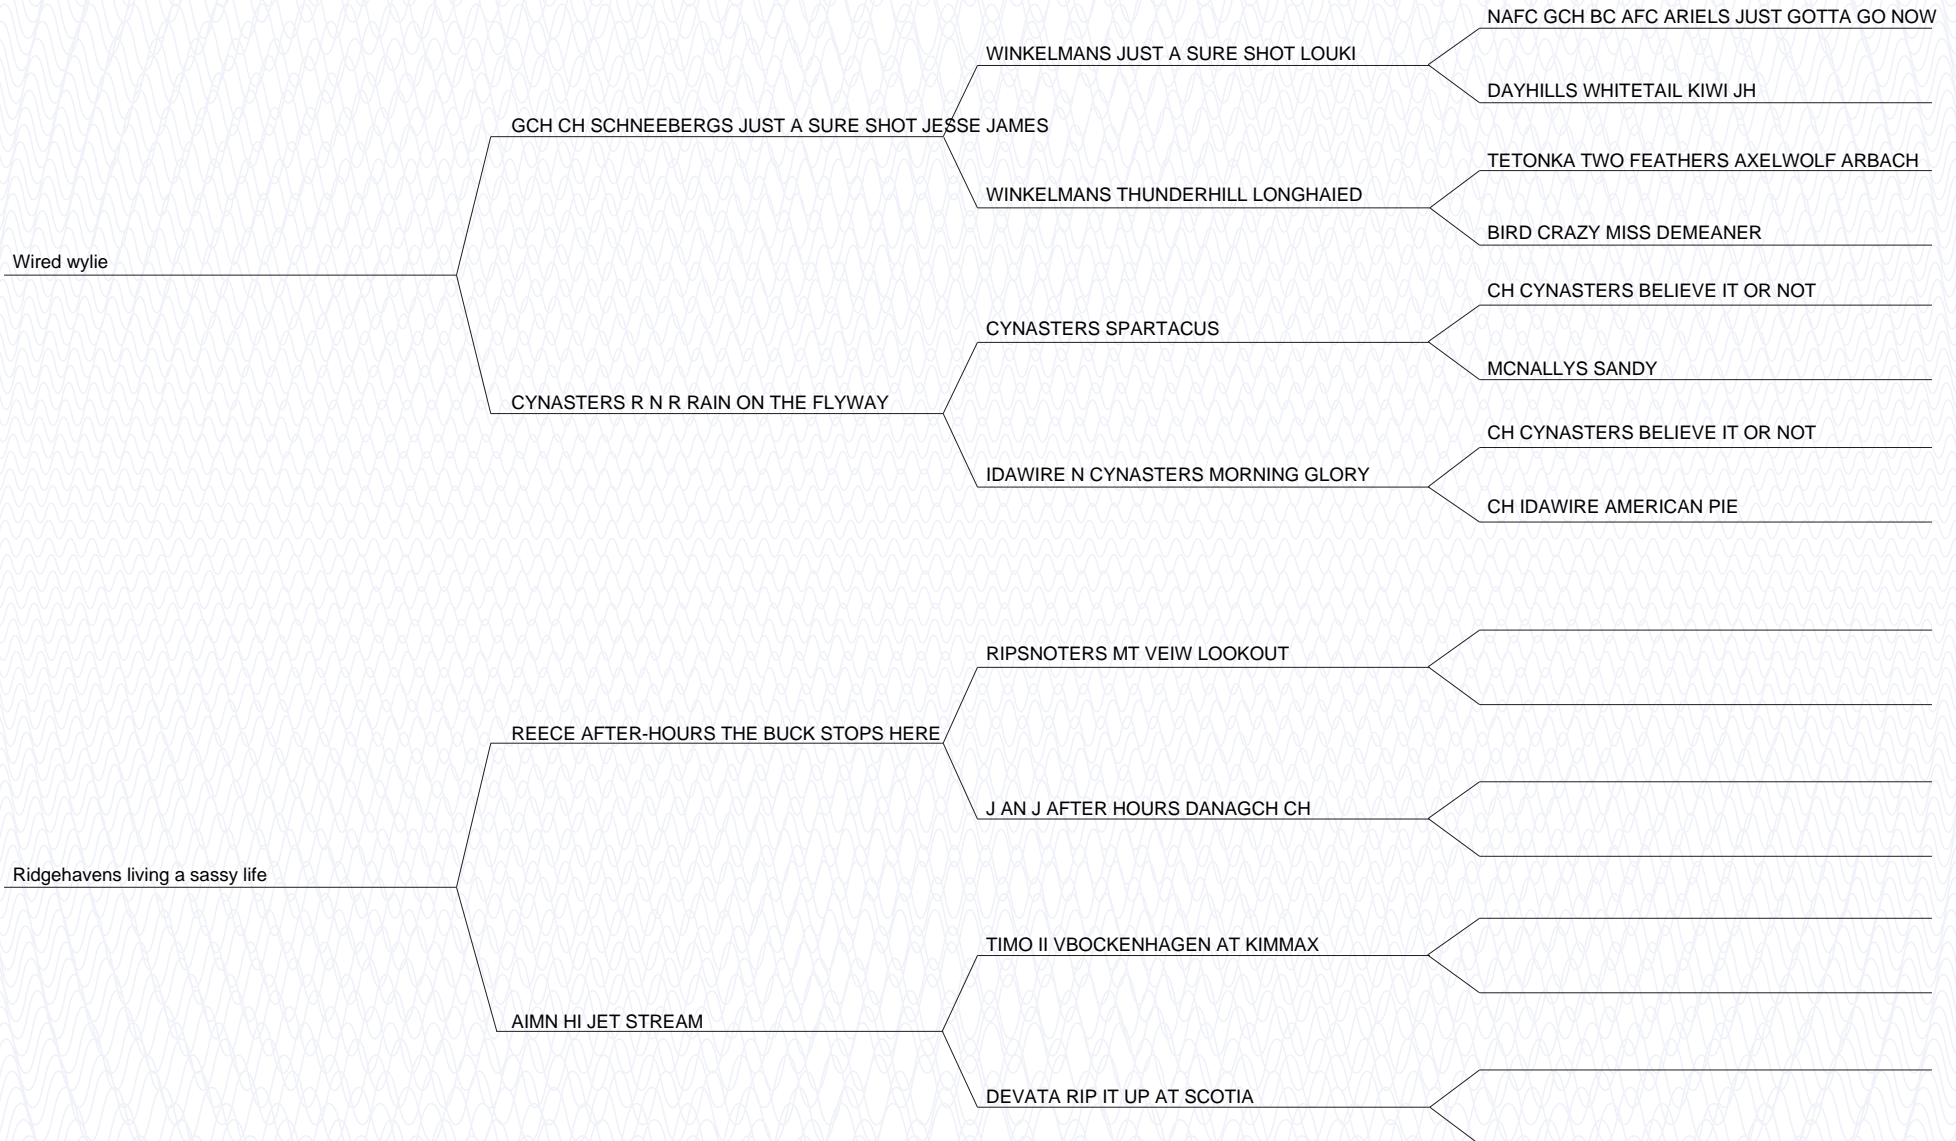 NAFC GCH BC AFC ARIELS JUST GOTTA GO NOW
WINKELMANS JUST A SURE SHOT LOUKI
DAYHILLS WHITETAIL KIWI JH
GCH CH SCHNEEBERGS JUST A SURE SHOT JESSE JAMES
TETONKA TWO FEATHERS AXELWOLF ARBACH
WINKELMANS THUNDERHILL LONGHAIED
BIRD CRAZY MISS DEMEANER
Wired wylie
CH CYNASTERS BELIEVE IT OR NOT
CYNASTERS SPARTACUS
MCNALLYS SANDY
CYNASTERS R N R RAIN ON THE FLYWAY
CH CYNASTERS BELIEVE IT OR NOT
IDAWIRE N CYNASTERS MORNING GLORY
CH IDAWIRE AMERICAN PIE
RIPSNOTERS MT VEIW LOOKOUT
REECE AFTER-HOURS THE BUCK STOPS HERE
J AN J AFTER HOURS DANAGCH CH
Ridgehavens living a sassy life
TIMO II VBOCKENHAGEN AT KIMMAX
AIMN HI JET STREAM
DEVATA RIP IT UP AT SCOTIA